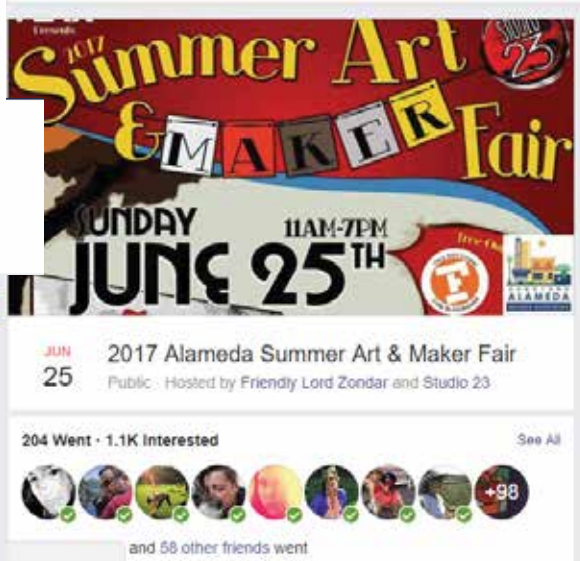 Presents
2017
Summer Art
& MAKER Fair
STUDIO
23
SUNDAY
11AM-7PM
JUNE 25TH
ALAMEDA
JUN
25
2017 Alameda Summer Art & Maker Fair
Public · Hosted by Friendly Lord Zondar and Studio 23
204 Went · 1.1K Interested
See All
+98
and 58 other friends went